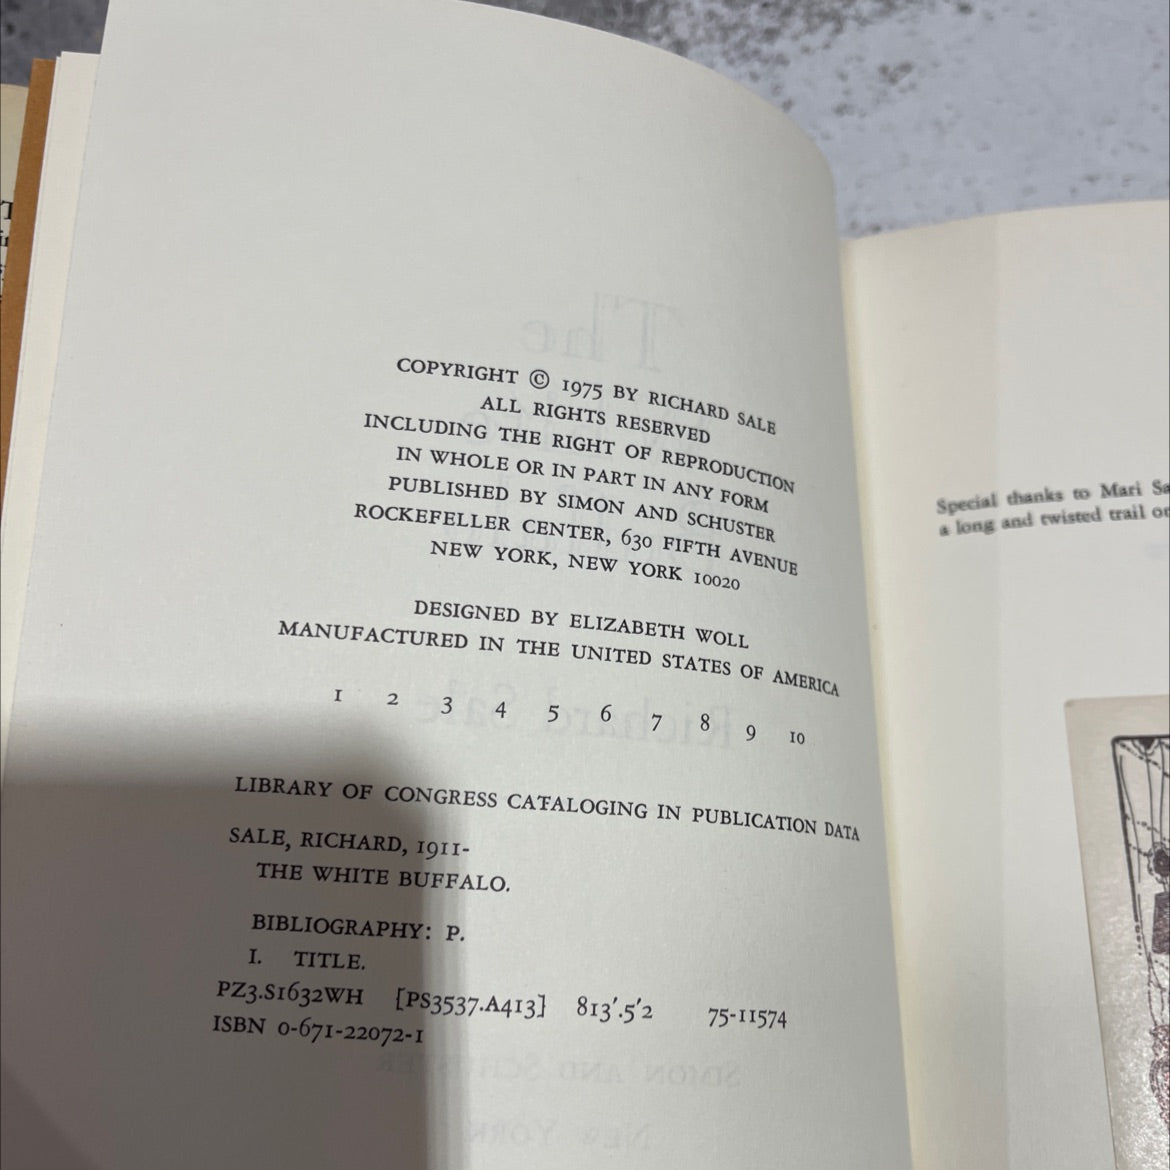 COPYRIGHT © 1975 BY RICHARD SALE
ALL RIGHTS RESERVED
INCLUDING THE RIGHT OF REPRODUCTION
IN WHOLE OR IN PART IN ANY FORM
PUBLISHED BY SIMON AND SCHUSTER
ROCKEFELLER CENTER, 630 FIFTH AVENUE
NEW YORK, NEW YORK 10020
DESIGNED BY ELIZABETH WOLL
MANUFACTURED IN THE UNITED STATES OF AMERICA
1 2 3 4 5 6 7 8 9 10
LIBRARY OF CONGRESS CATALOGING IN PUBLICATION DATA
SALE, RICHARD, 1911-
THE WHITE BUFFALO.
BIBLIOGRAPHY: P.
I. TITLE.
PZ3.S1632WH [PS3537.A413] 813'.5'2 75-11574
ISBN 0-671-22072-1
Special thanks to Mari
a long and twisted trail